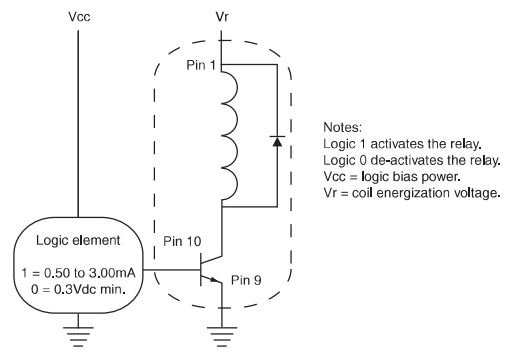 Vcc
Vr
Pin 1
Notes:
Logic 1 activates the relay.
Logic 0 de-activates the relay.
Vcc = logic bias power.
Vr = coil energization voltage.
Logic element
1 = 0.50 to 3.00mA
0 = 0.3Vdc min.
Pin 10
Pin 9